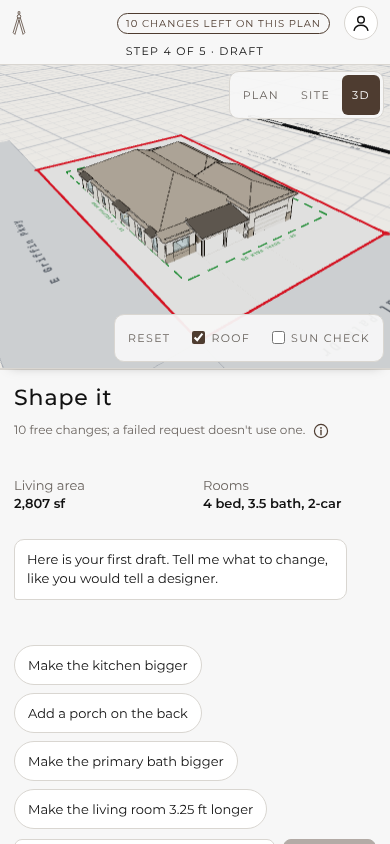 10 CHANGES LEFT ON THIS PLAN
STEP 4 OF 5 · DRAFT
PLAN SITE 3D
RESET ROOF SUN CHECK
Shape it
10 free changes; a failed request doesn't use one.
Living area Rooms
2,807 sf 4 bed, 3.5 bath, 2-car
Here is your first draft. Tell me what to change,
like you would tell a designer.
Make the kitchen bigger
Add a porch on the back
Make the primary bath bigger
Make the living room 3.25 ft longer